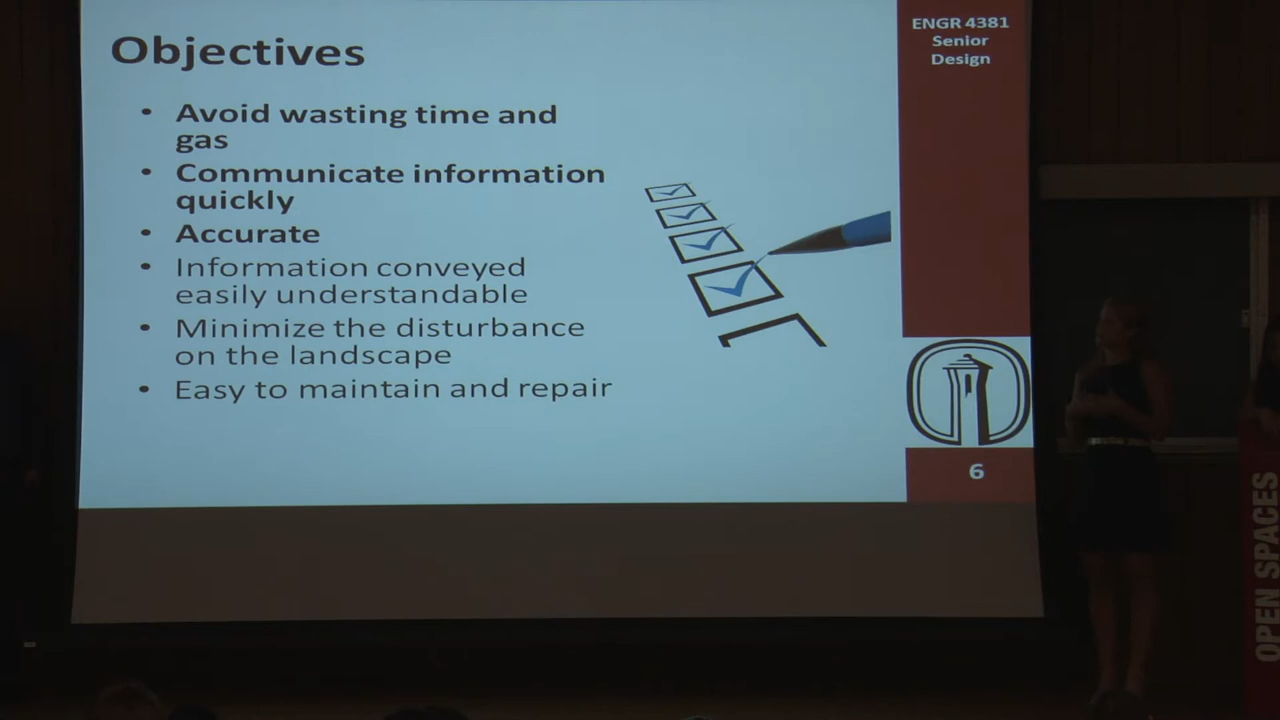 Objectives
• Avoid wasting time and
gas
• Communicate information
quickly
• Accurate
• Information conveyed
easily understandable
• Minimize the disturbance
on the landscape
• Easy to maintain and repair
ENGR 4381
Senior
Design
6
OPEN SPACES